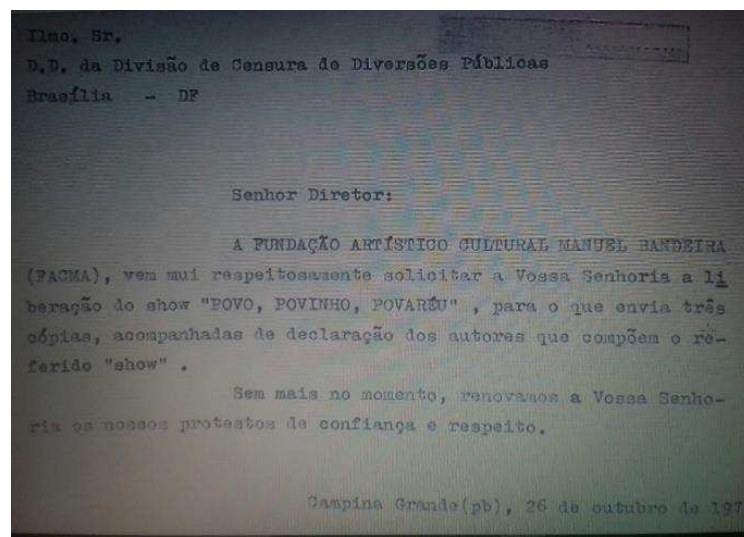 Ilmo. Sr.
D.D. da Divisão de Censura de Diversões Públicas
Brasília - DF
Senhor Diretor:
A FUNDAÇÃO ARTÍSTICO CULTURAL MANUEL BANDEIRA
(FACMA), vem mui respeitosamente solicitar a Vossa Senhoria a li
beração do show "POVO, POVINHO, POVARÉU" , para o que envia três
cópias, acompanhadas de declaração dos autores que compõem o re-
ferido "show" .
Sem mais no momento, renovamos a Vossa Senho-
ria os nossos protestos de confiança e respeito.
Campina Grande(pb), 26 de outubro de 197